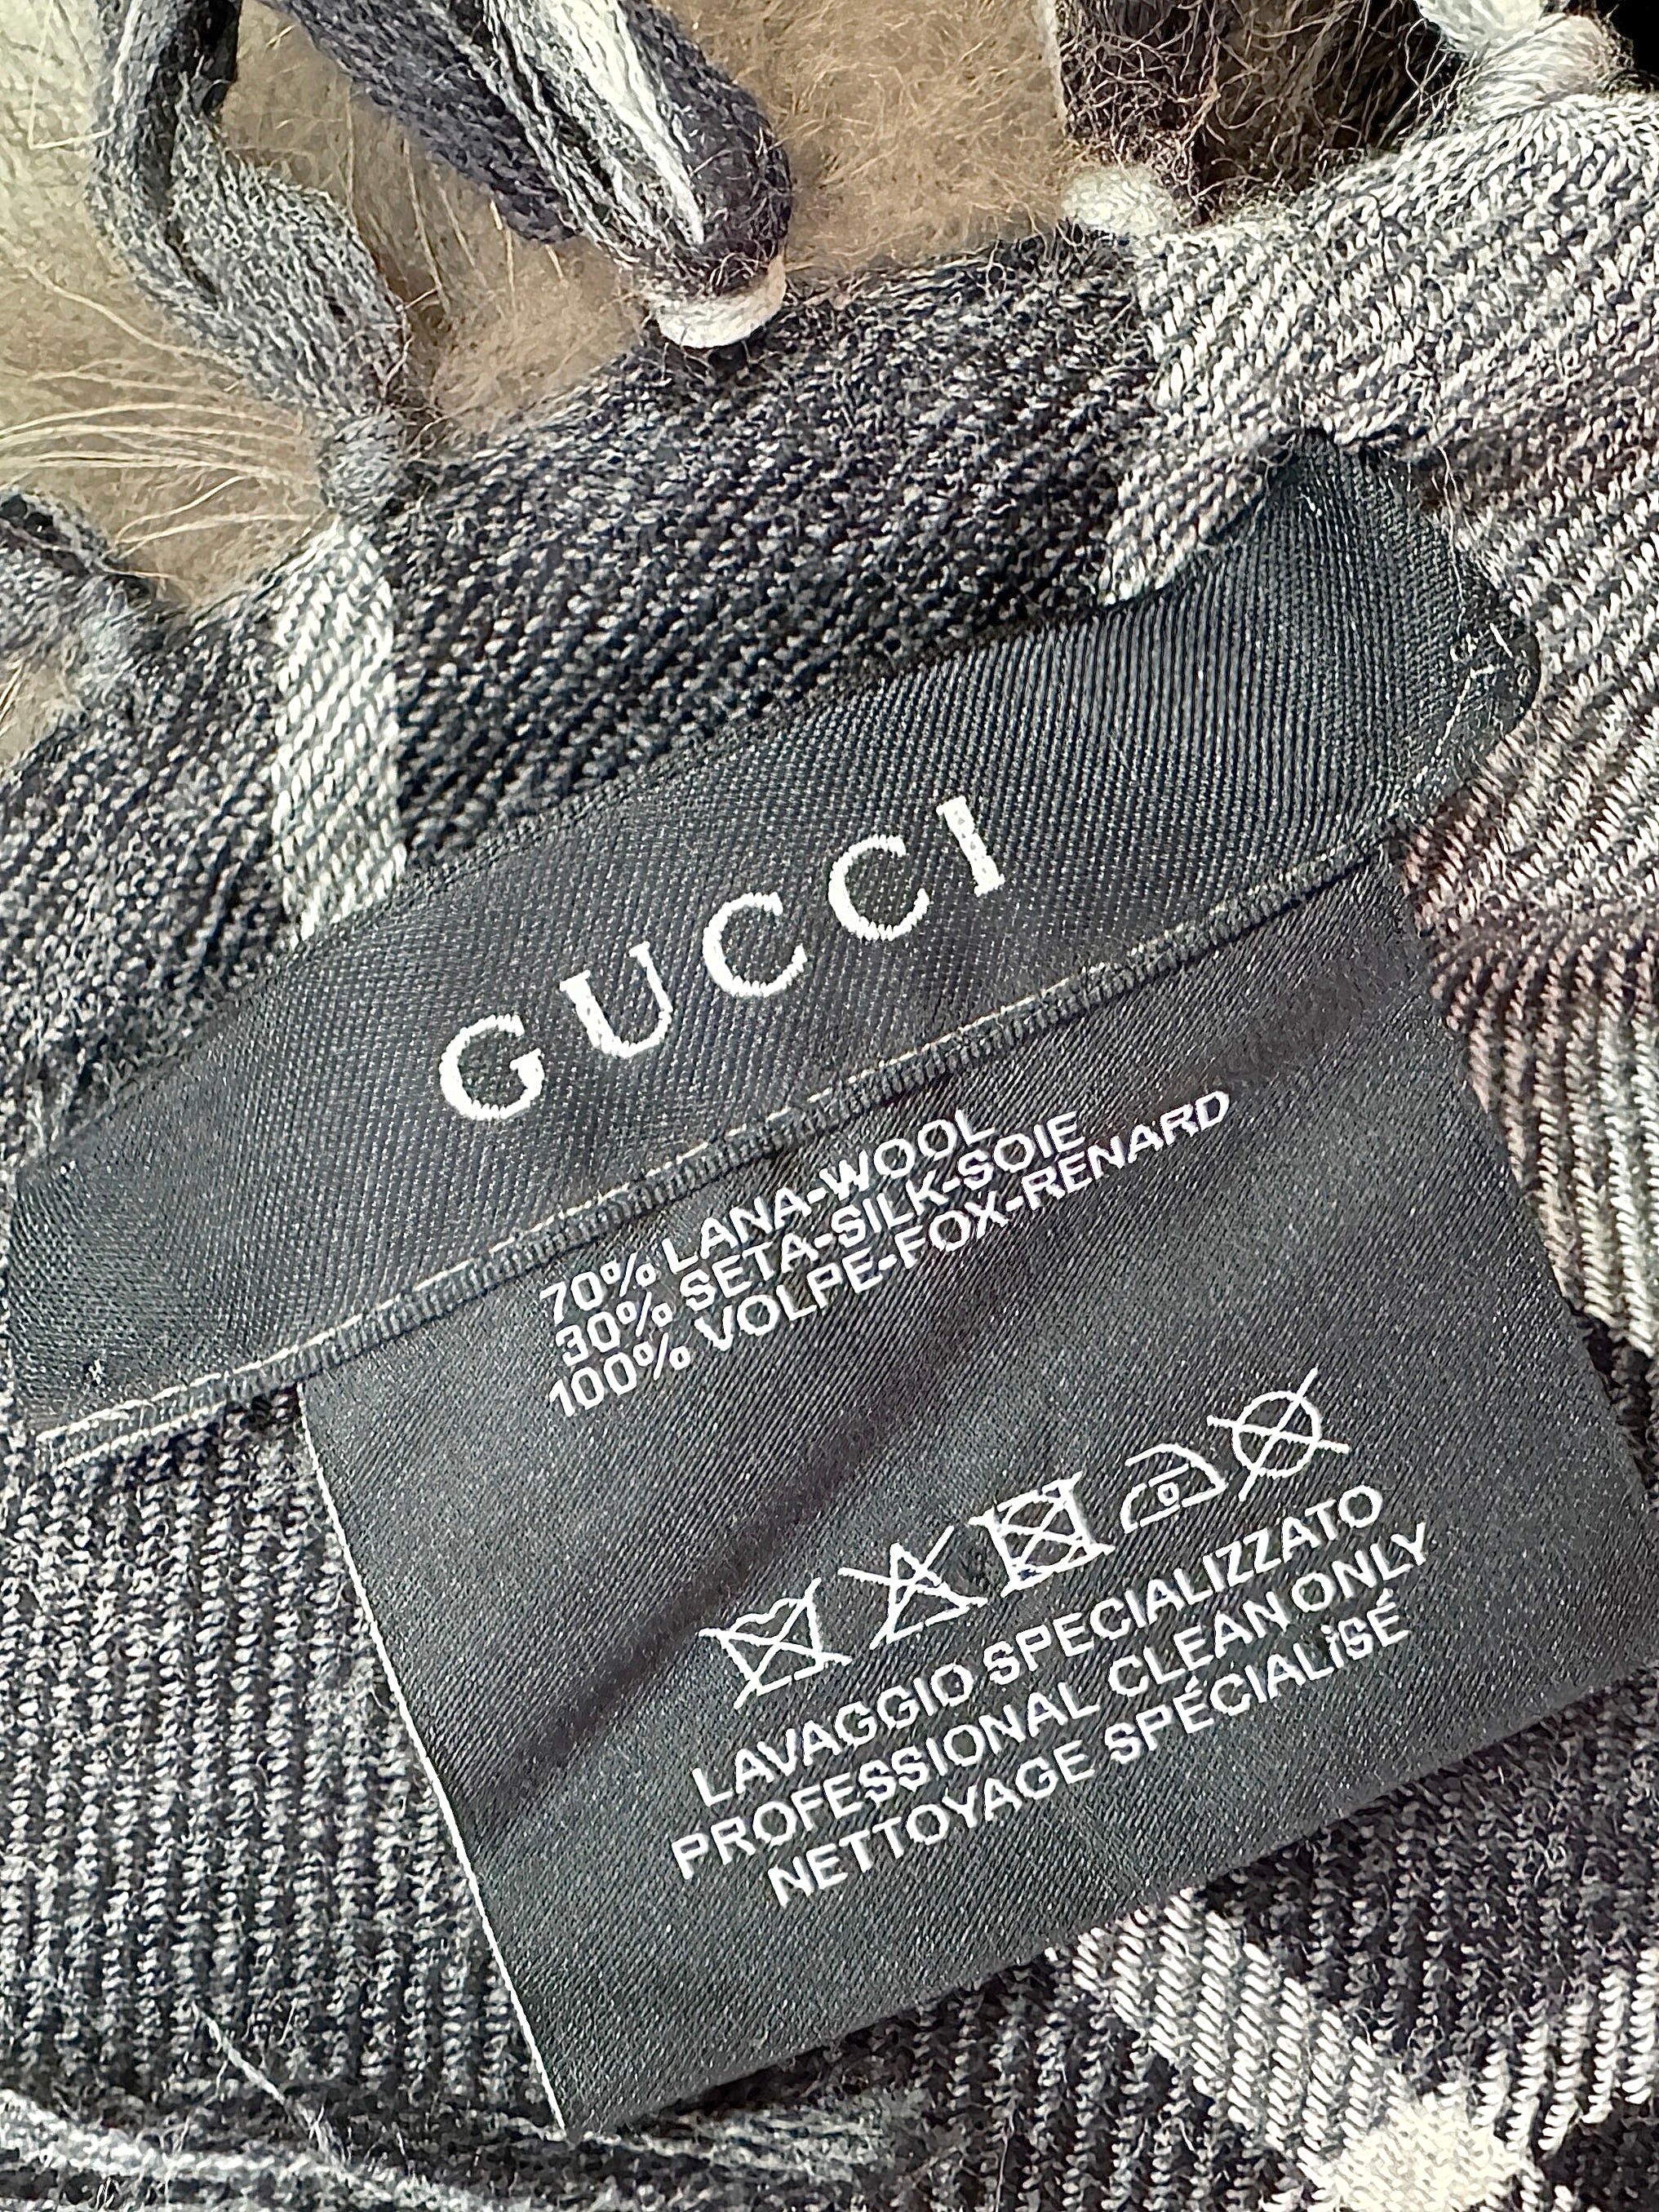 GUCCI
70% LANA-WOOL
30% SETA-SILK-SOIE
100% VOLPE-FOX-RENARD
LAVAGGIO SPECIALIZZATO
PROFESSIONAL CLEAN ONLY
NETTOYAGE SPÉCIALISÉ